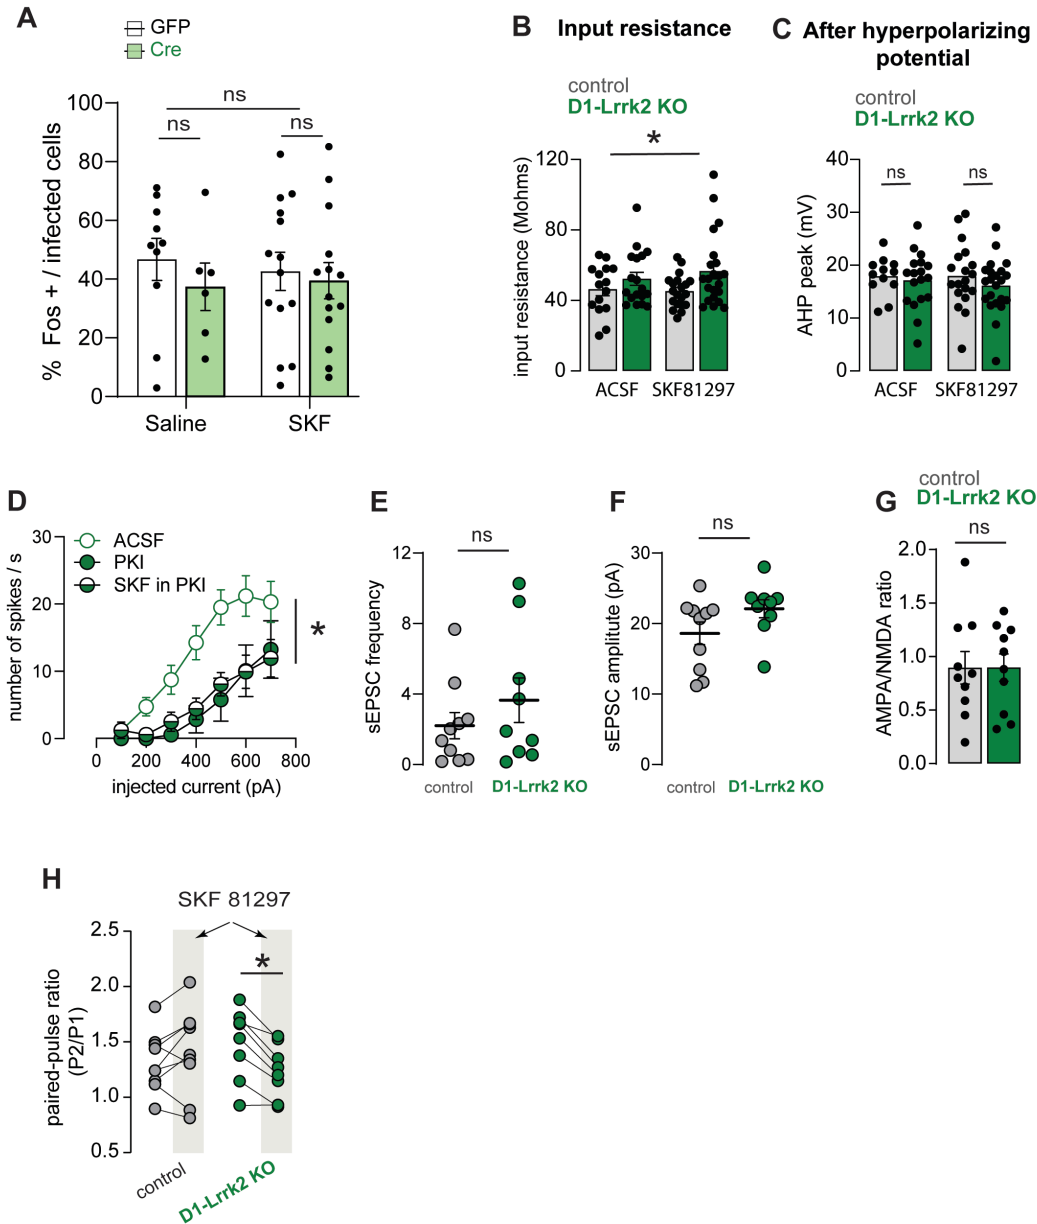 A
GFP
Cre
ns
ns
ns
100
80
60
40
20
0
% Fos + / infected cells
Saline
SKF
B
Input resistance
control
D1-Lrrk2 KO
*
120
80
40
0
input resistance (Mohms)
ACSF
SKF81297
C
After hyperpolarizing
potential
control
D1-Lrrk2 KO
ns
ns
40
30
20
10
0
AHP peak (mV)
ACSF
SKF81297
D
ACSF
PKI
SKF in PKI
30
20
10
0
number of spikes / s
*
0
200
400
600
800
injected current (pA)
E
ns
12
8
4
0
sEPSC frequency
control
D1-Lrrk2 KO
F
ns
30
20
10
0
sEPSC amplitute (pA)
control
D1-Lrrk2 KO
G
control
D1-Lrrk2 KO
ns
2.0
1.5
1.0
0.5
0.0
AMPA/NMDA ratio
H
SKF 81297
*
2.5
2.0
1.5
1.0
0.5
paired-pulse ratio
(P2/P1)
control
D1-Lrrk2 KO